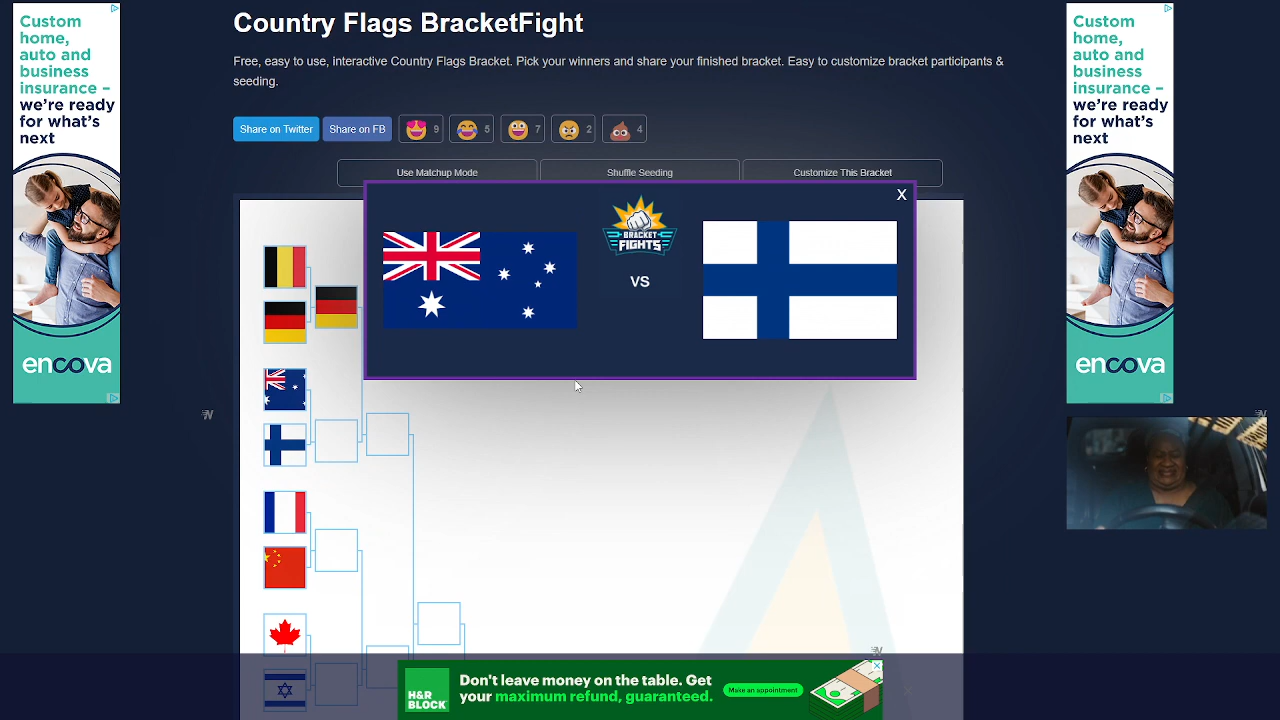 Country Flags BracketFight
Free, easy to use, interactive Country Flags Bracket. Pick your winners and share your finished bracket. Easy to customize bracket participants &
seeding.
Share on Twitter
Share on FB
9
5
7
2
4
Use Matchup Mode
Shuffle Seeding
Customize This Bracket
X
BRACKET
FIGHTS
VS
Custom
home,
auto and
business
insurance –
we're ready
for what's
next
encova
Custom
home,
auto and
business
insurance –
we're ready
for what's
next
encova
H&R
BLOCK
Don't leave money on the table. Get
your maximum refund, guaranteed.
Make an appointment